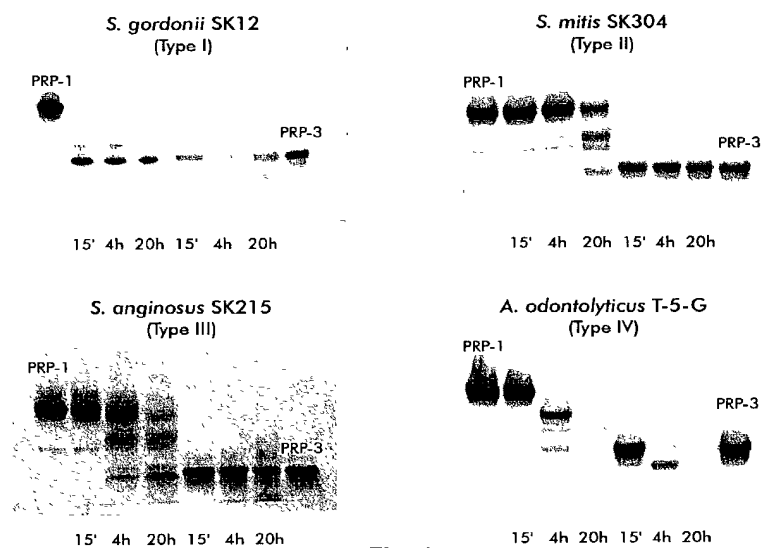 S. gordonii SK12
(Type I)
PRP-1
PRP-3
15' 4h 20h 15' 4h 20h
S. mitis SK304
(Type II)
PRP-1
PRP-3
15' 4h 20h 15' 4h 20h
S. anginosus SK215
(Type III)
PRP-1
PRP-3
15' 4h 20h 15' 4h 20h
A. odontolyticus T-5-G
(Type IV)
PRP-1
PRP-3
15' 4h 20h 15' 4h 20h